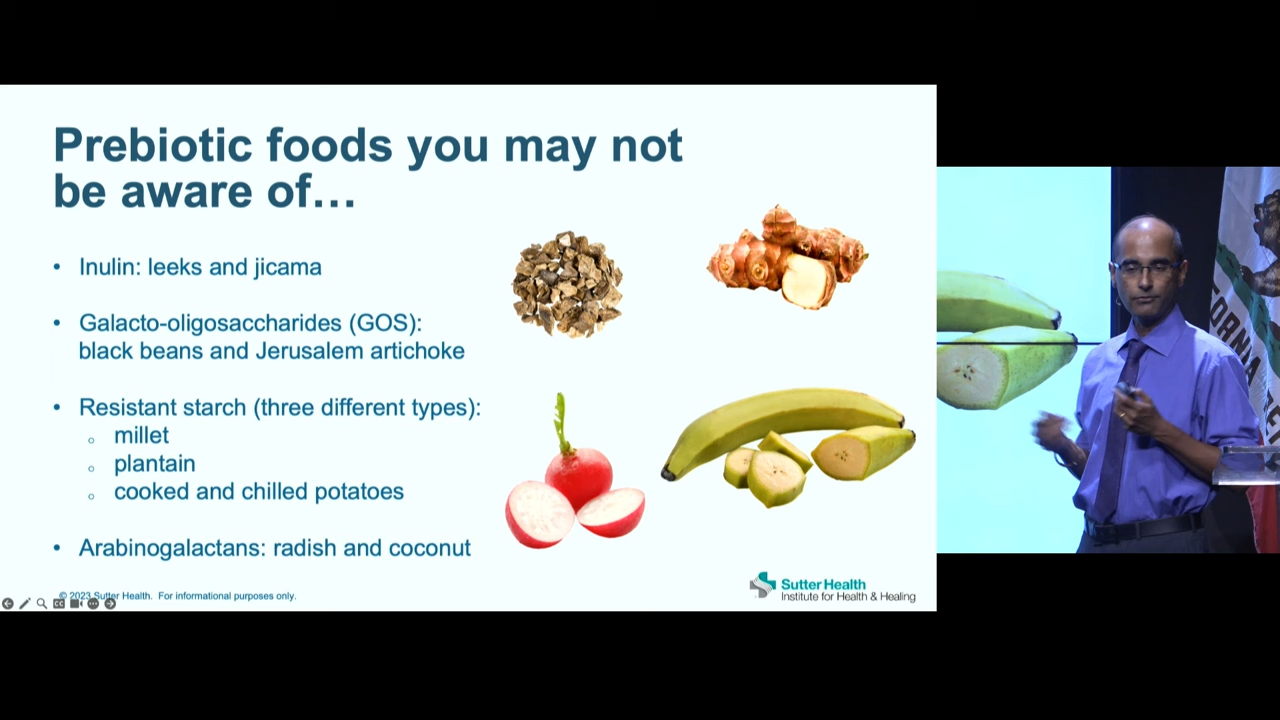 Prebiotic foods you may not
be aware of…
• Inulin: leeks and jicama
• Galacto-oligosaccharides (GOS):
black beans and Jerusalem artichoke
• Resistant starch (three different types):
○ millet
○ plantain
○ cooked and chilled potatoes
• Arabinogalactans: radish and coconut
© 2023 Sutter Health. For informational purposes only.
Sutter Health
Institute for Health & Healing